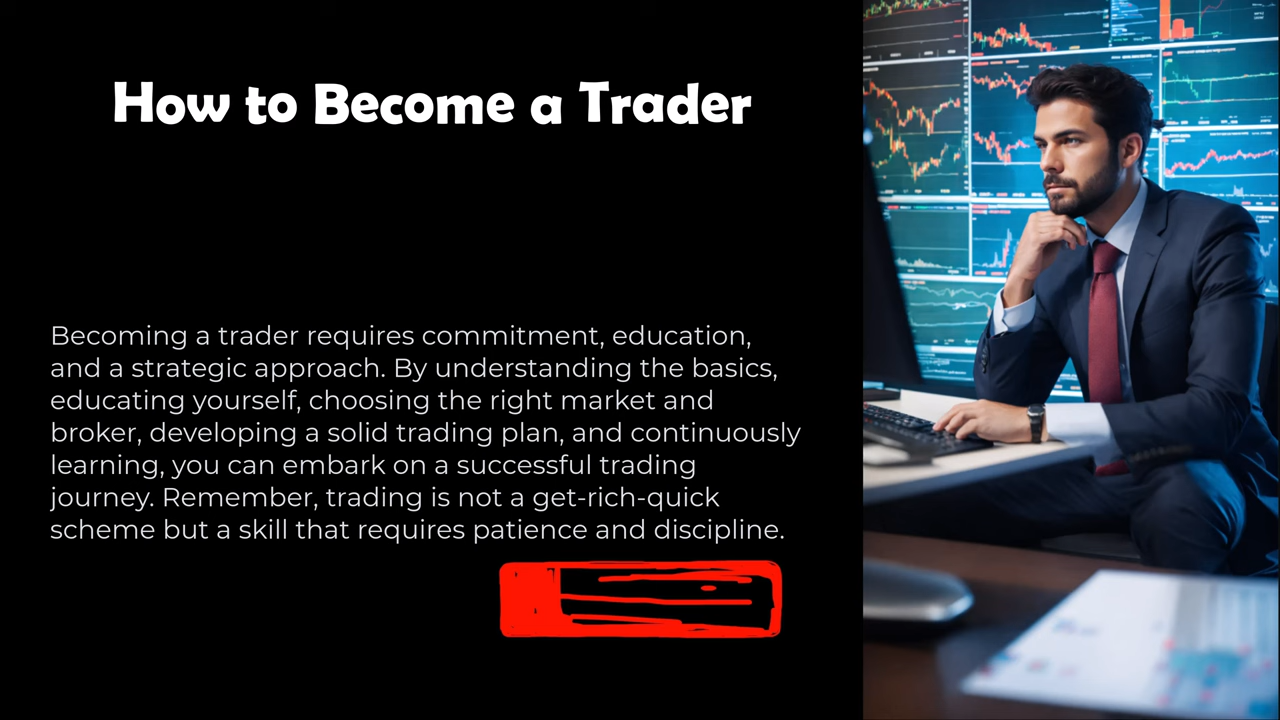 How to Become a Trader
Becoming a trader requires commitment, education,
and a strategic approach. By understanding the basics,
educating yourself, choosing the right market and
broker, developing a solid trading plan, and continuously
learning, you can embark on a successful trading
journey. Remember, trading is not a get-rich-quick
scheme but a skill that requires patience and discipline.